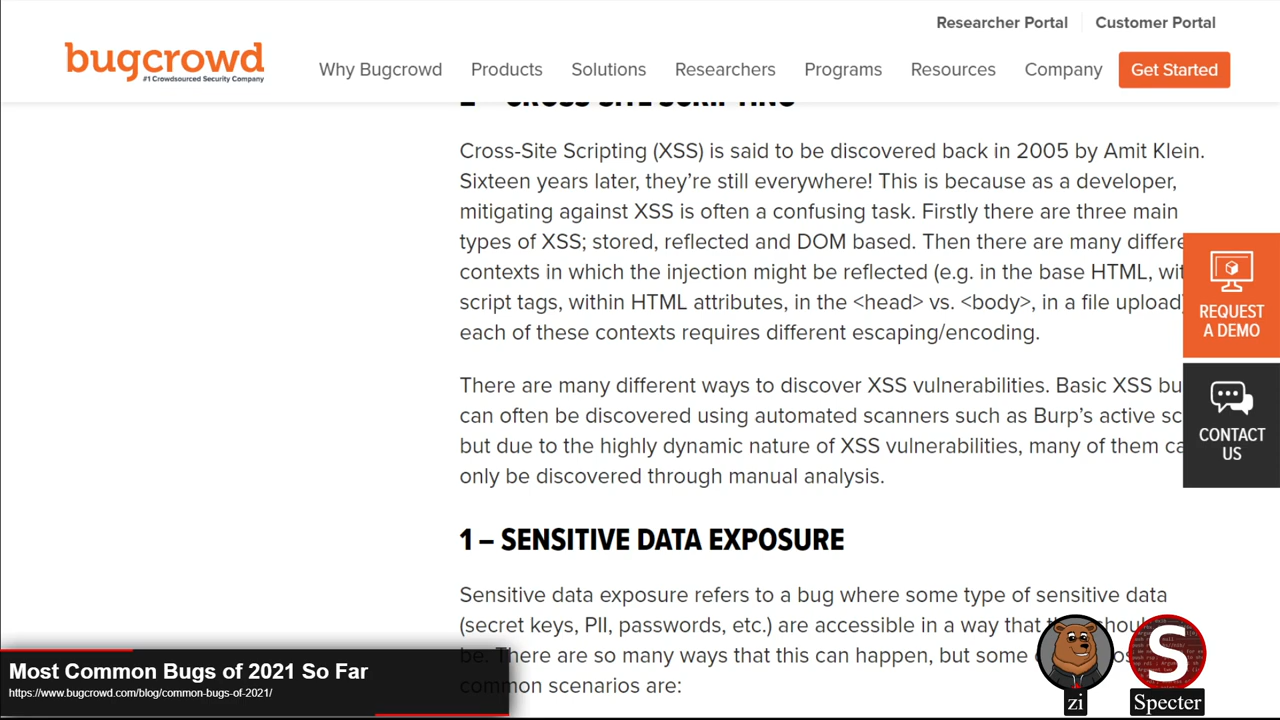 Researcher Portal
Customer Portal
bugcrowd
#1 Crowdsourced Security Company
Why Bugcrowd
Products
Solutions
Researchers
Programs
Resources
Company
Get Started
2 – CROSS SITE SCRIPTING
Cross-Site Scripting (XSS) is said to be discovered back in 2005 by Amit Klein.
Sixteen years later, they’re still everywhere! This is because as a developer,
mitigating against XSS is often a confusing task. Firstly there are three main
types of XSS; stored, reflected and DOM based. Then there are many differe
contexts in which the injection might be reflected (e.g. in the base HTML, wit
script tags, within HTML attributes, in the <head> vs. <body>, in a file upload)
each of these contexts requires different escaping/encoding.
There are many different ways to discover XSS vulnerabilities. Basic XSS bu
can often be discovered using automated scanners such as Burp’s active sc
but due to the highly dynamic nature of XSS vulnerabilities, many of them ca
only be discovered through manual analysis.
1 – SENSITIVE DATA EXPOSURE
Sensitive data exposure refers to a bug where some type of sensitive data
(secret keys, PII, passwords, etc.) are accessible in a way that
be. There are so many ways that this can happen, but some
common scenarios are:
REQUEST
A DEMO
CONTACT
US
Most Common Bugs of 2021 So Far
https://www.bugcrowd.com/blog/common-bugs-of-2021/
zi
S
Specter